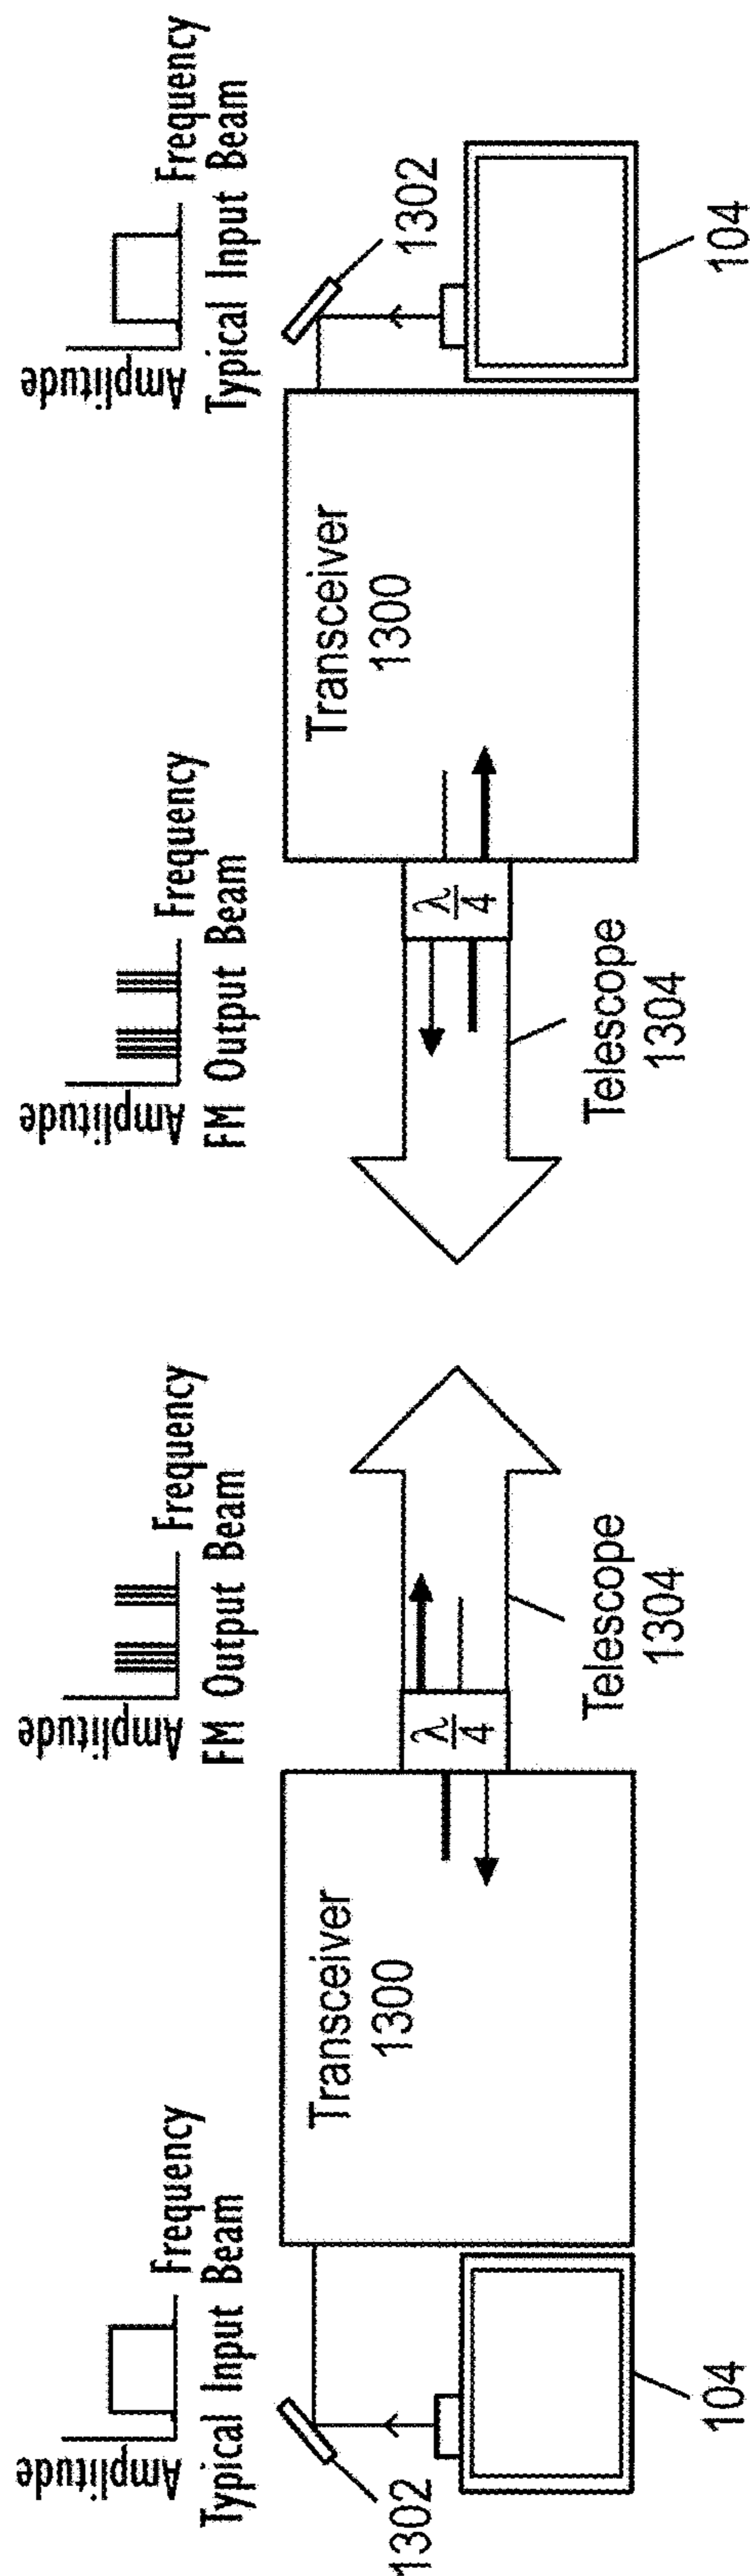 Amplitude
Frequency
Typical Input Beam
Amplitude
Frequency
FM Output Beam
Amplitude
Frequency
FM Output Beam
Amplitude
Frequency
Typical Input Beam
1302
104
Transceiver
1300
λ
4
Telescope
1304
λ
4
Telescope
1304
Transceiver
1300
1302
104